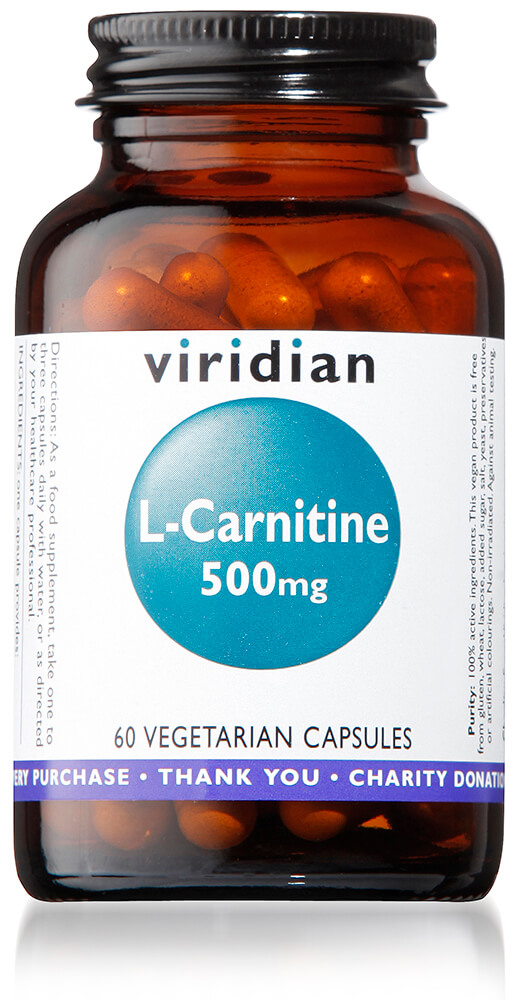 viridian
L-Carnitine
500mg
60 VEGETARIAN CAPSULES
ERY PURCHASE • THANK YOU • CHARITY DONATIO
Directions: As a food supplement, take one to
three capsules daily with water, or as directed
by your healthcare professional.
INGREDIENTS: one capsule provides:
Purity: 100% active ingredients. This vegan product is free
from gluten, wheat, lactose, added sugar, salt, yeast, preservatives
or artificial colourings. Non-irradiated. Against animal testing.